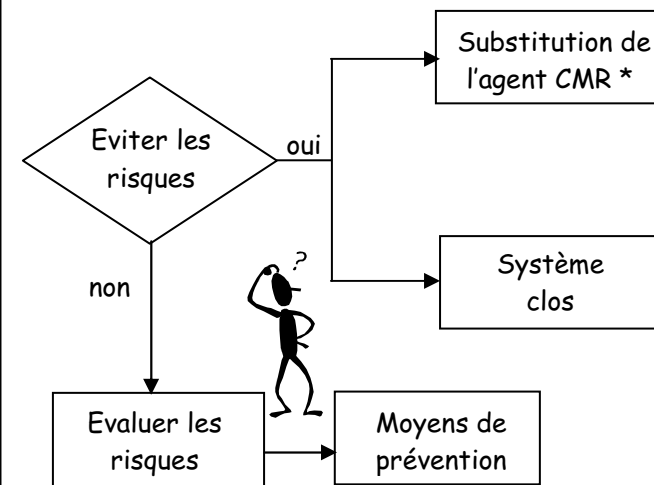 Substitution de
l'agent CMR *
Eviter les
risques
oui
Système
clos
non
?
Evaluer les
risques
Moyens de
prévention